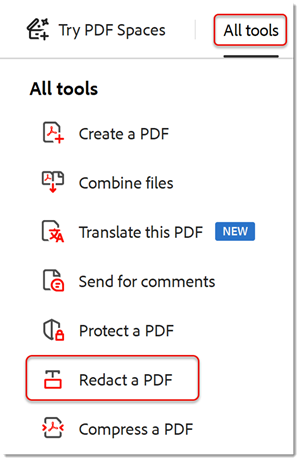 Try PDF Spaces
All tools
All tools
Create a PDF
Combine files
Translate this PDF NEW
Send for comments
Protect a PDF
Redact a PDF
Compress a PDF